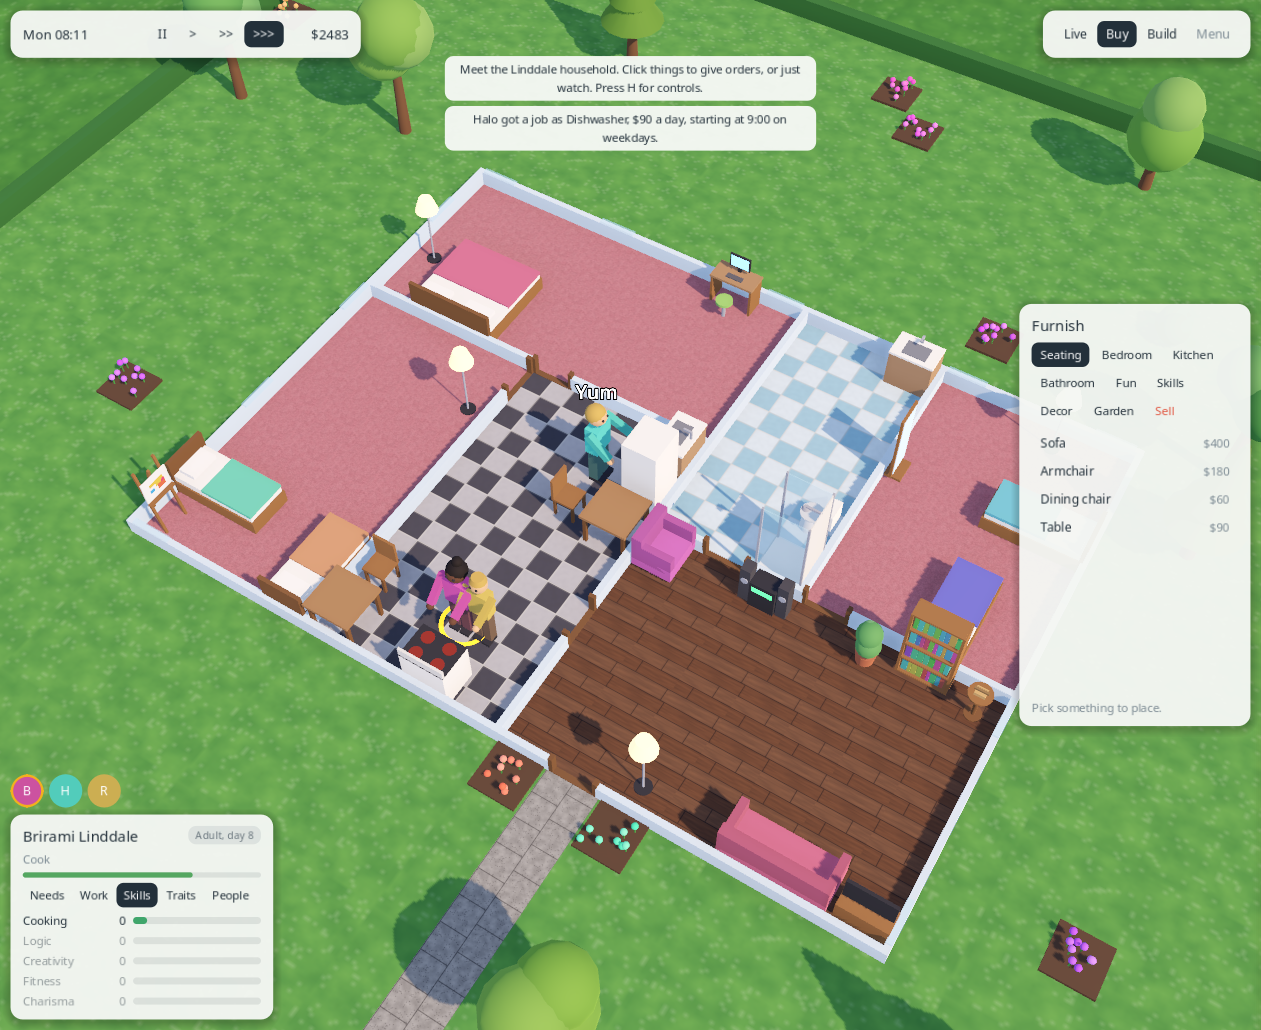 Mon 08:11 II > >> >>> $2483
Live Buy Build Menu
Meet the Linddale household. Click things to give orders, or just
watch. Press H for controls.
Halo got a job as Dishwasher, $90 a day, starting at 9:00 on
weekdays.
Yum
Furnish
Seating Bedroom Kitchen
Bathroom Fun Skills
Decor Garden Sell
Sofa $400
Armchair $180
Dining chair $60
Table $90
Pick something to place.
B H R
Brirami Linddale Adult, day 8
Cook
Needs Work Skills Traits People
Cooking 0
Logic 0
Creativity 0
Fitness 0
Charisma 0